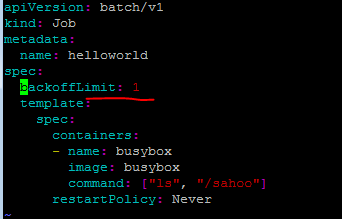 apiVersion: batch/v1
kind: Job
metadata:
  name: helloworld
spec:
  backoffLimit: 1
  template:
    spec:
      containers:
      - name: busybox
        image: busybox
        command: ["ls", "/sahoo"]
      restartPolicy: Never
~